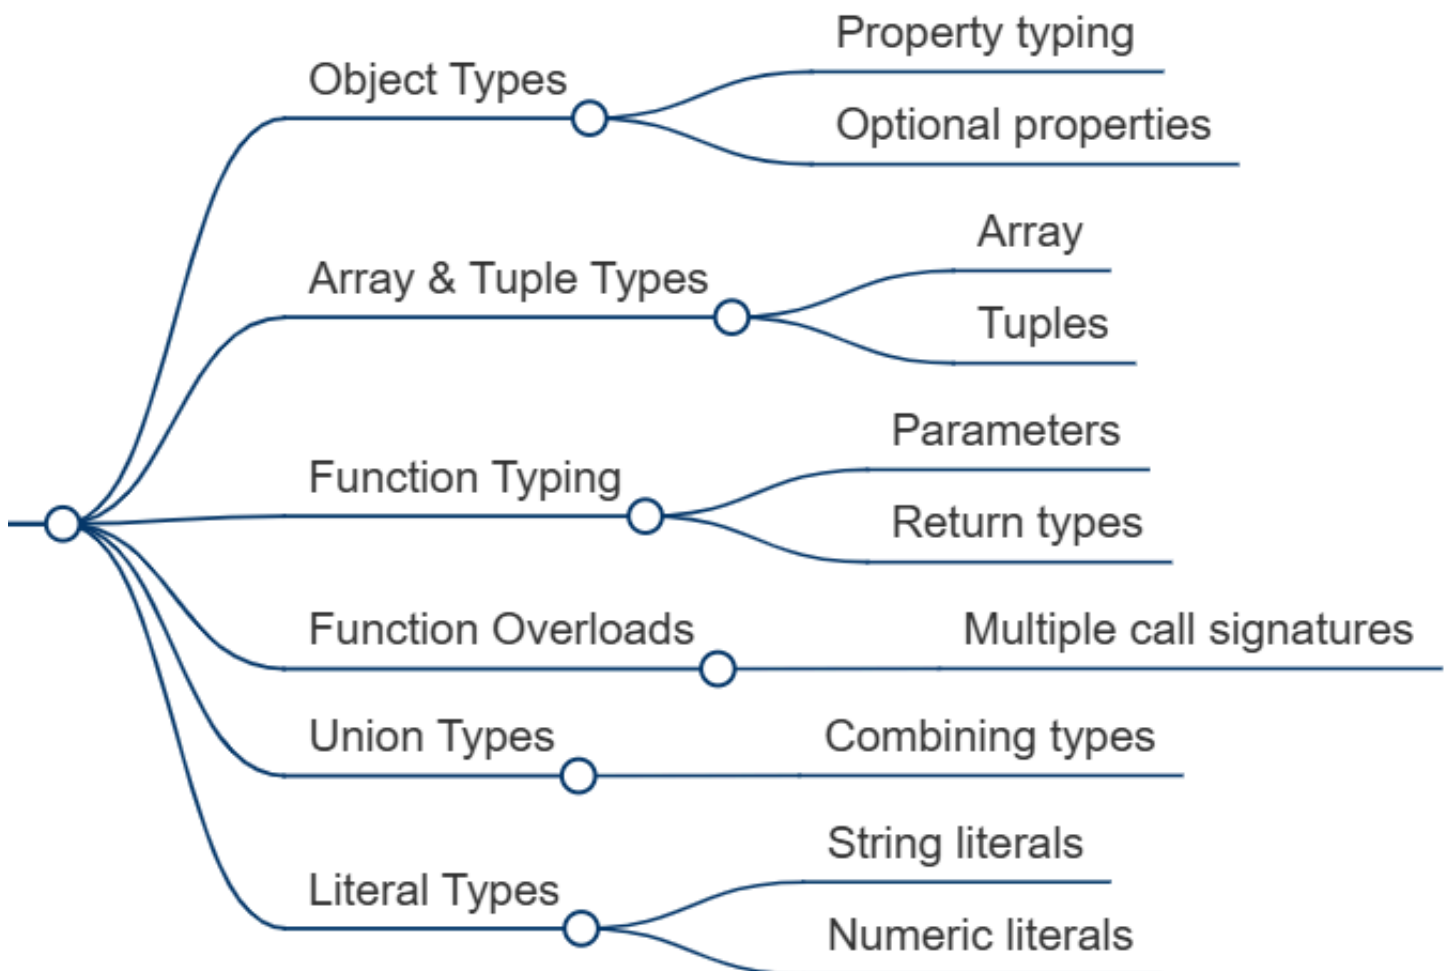 Object Types
Property typing
Optional properties
Array & Tuple Types
Array
Tuples
Function Typing
Parameters
Return types
Function Overloads
Multiple call signatures
Union Types
Combining types
Literal Types
String literals
Numeric literals